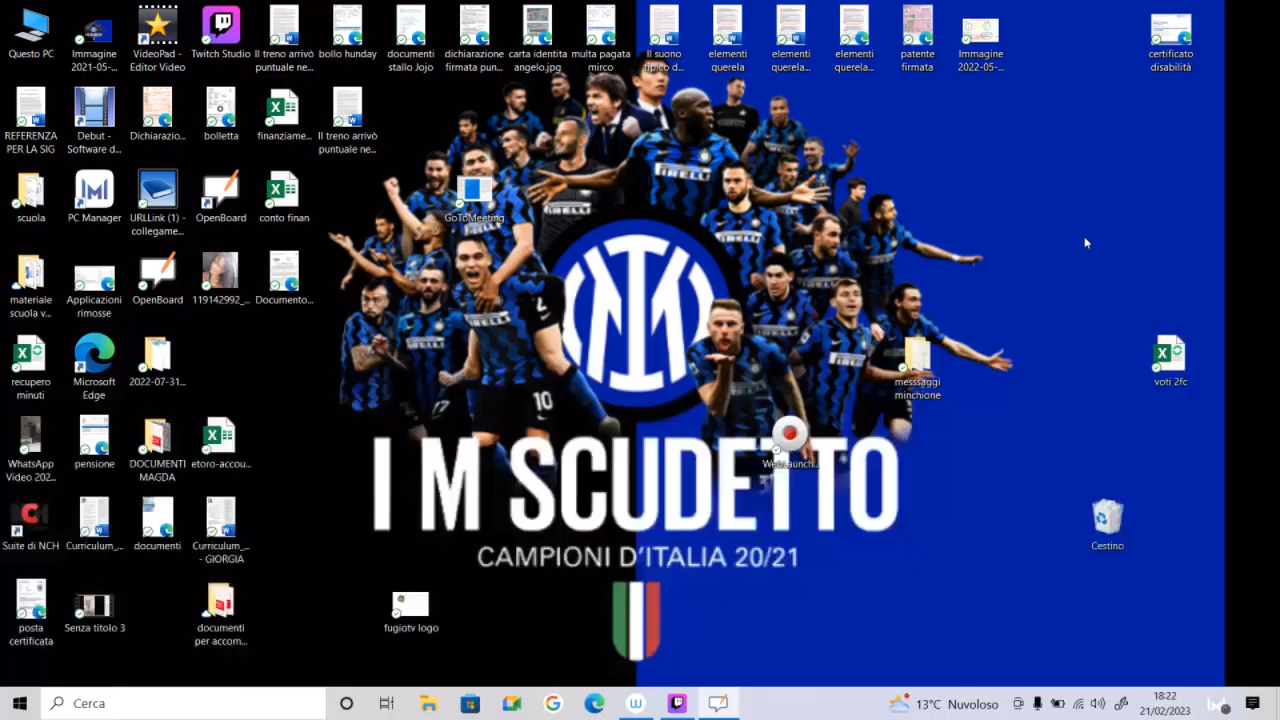 Questo PC
Immagine
2021-05-...
VideoPad -
Editor Video
Twitch Studio
Il treno arrivò
puntuale ne...
bollo hunday
documenti
stallo Jojo
dichiarazione
firmata pun...
carta identita
angelo.jpg
multa pagata
mirco
Il suono
tipico d...
elementi
querela
elementi
querela...
elementi
querela...
patente
firmata
Immagine
2022-05-...
certificato
disabilità
REFERENZA
PER LA SIG
Debut -
Software d...
Dichiarazio...
bolletta
finanziame...
Il treno arrivò
puntuale ne...
scuola
PC Manager
URLLink (1) -
collegame...
OpenBoard
conto finan
GoToMeeting
materiale
scuola v...
Applicazioni
rimosse
OpenBoard
119142992_...
Documento...
recupero
minuti
Microsoft
Edge
2022-07-31...
messsaggi
minchione
voti 2fc
WhatsApp
Video 202...
pensione
DOCUMENTI
MAGDA
etoro-accou...
WebLaunch...
I M SCUDETTO
CAMPIONI D'ITALIA 20/21
Suite di NCH
Curriculum_...
documenti
Curriculum_...
- GIORGIA
Cestino
posta
certificata
Senza titolo 3
documenti
per accom...
fugiotv logo
Cerca
13°C Nuvoloso
18:22
21/02/2023